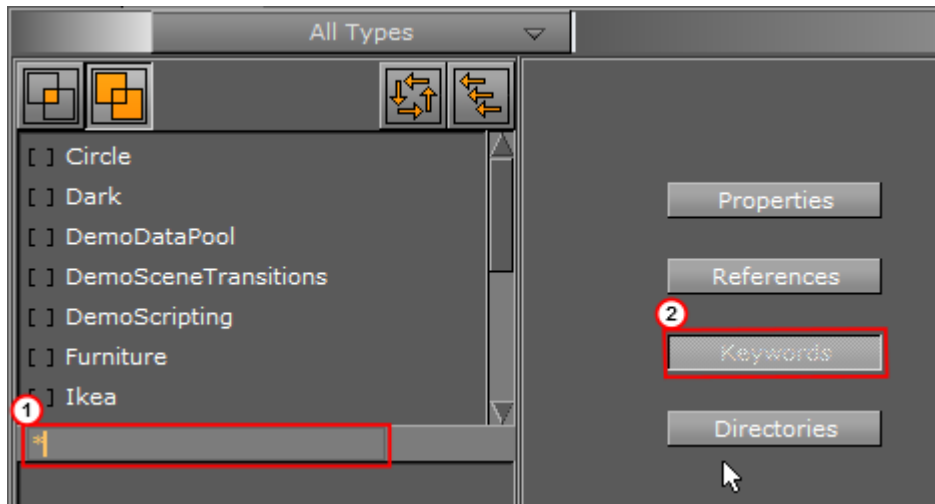 All Types
[ ] Circle
[ ] Dark
[ ] DemoDataPool
[ ] DemoSceneTransitions
[ ] DemoScripting
[ ] Furniture
[ ] Ikea
1
*
Properties
References
2
Keywords
Directories